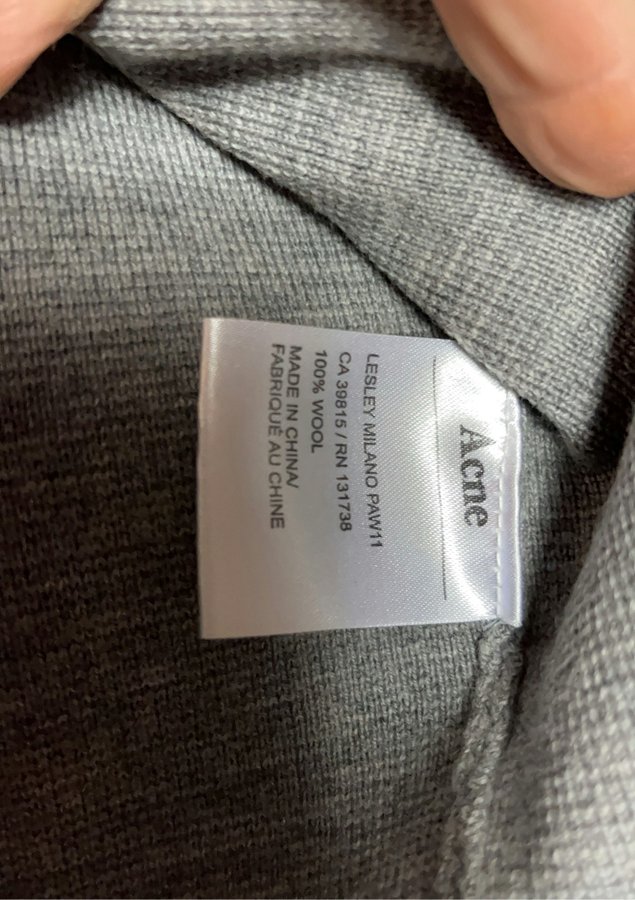 Acne
LESLEY MILANO PAW11
CA 39815 / RN 131738
100% WOOL
MADE IN CHINA/
FABRIQUÉ AU CHINE